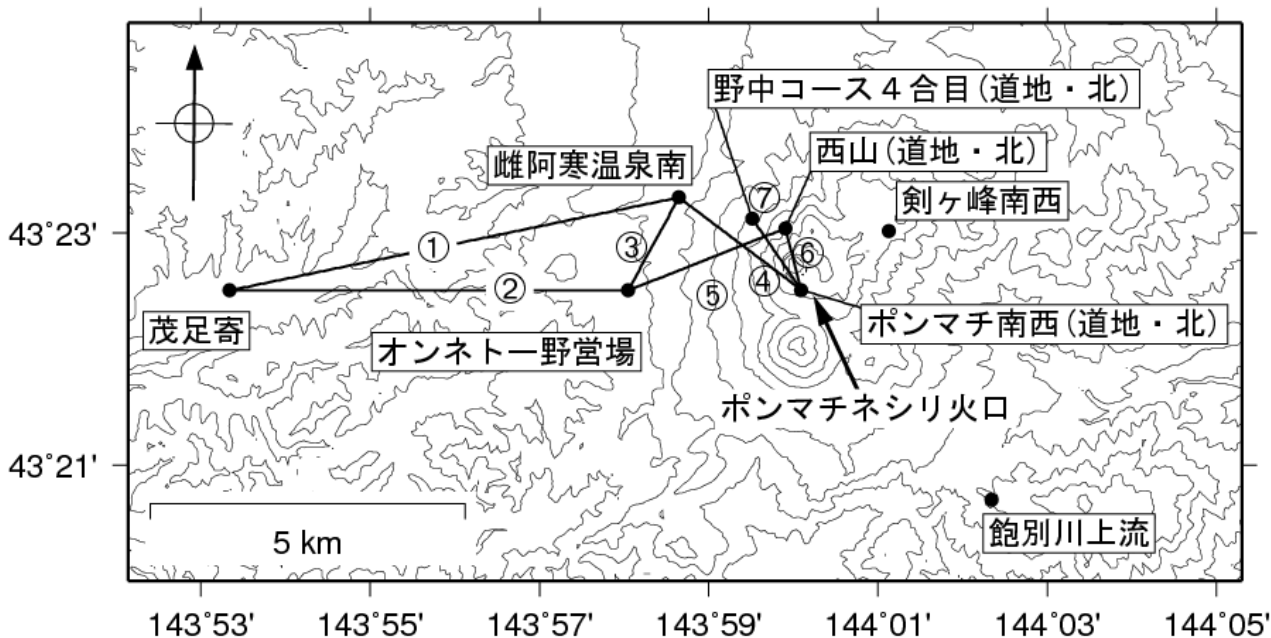 野中コース４合目(道地・北)
西山(道地・北)
雌阿寒温泉南
⑦
剣ヶ峰南西
43°23'
①
③
⑥
②
⑤
④
茂足寄
オンネトー野営場
ポンマチ南西(道地・北)
ポンマチネシリ火口
43°21'
5 km
飽別川上流
143°53'
143°55'
143°57'
143°59'
144°01'
144°03'
144°05'